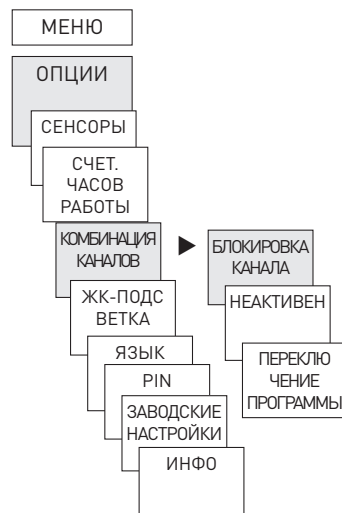 МЕНЮ
ОПЦИИ
СЕНСОРЫ
СЧЕТ.
ЧАСОВ
РАБОТЫ
КОМБИНАЦИЯ
КАНАЛОВ
БЛОКИРОВКА
КАНАЛА
ЖК-ПОДС
ВЕТКА
НЕАКТИВЕН
ЯЗЫК
ПЕРЕКЛЮ
ЧЕНИЕ
ПРОГРАММЫ
PIN
ЗАВОДСКИЕ
НАСТРОЙКИ
ИНФО